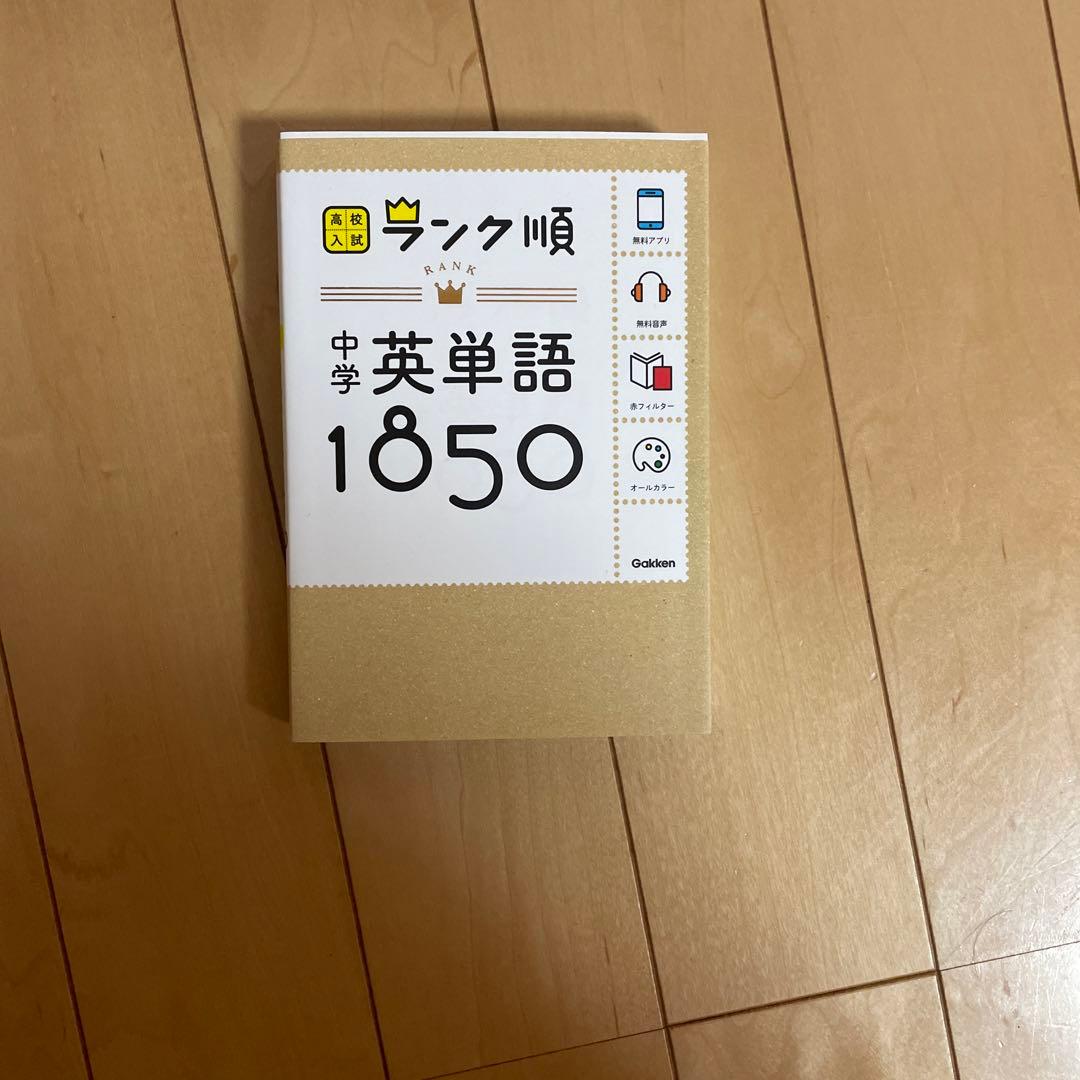 高校
入試
ランク順
RANK
中学
英単語
1850
無料アプリ
無料音声
赤フィルター
オールカラー
Gakken